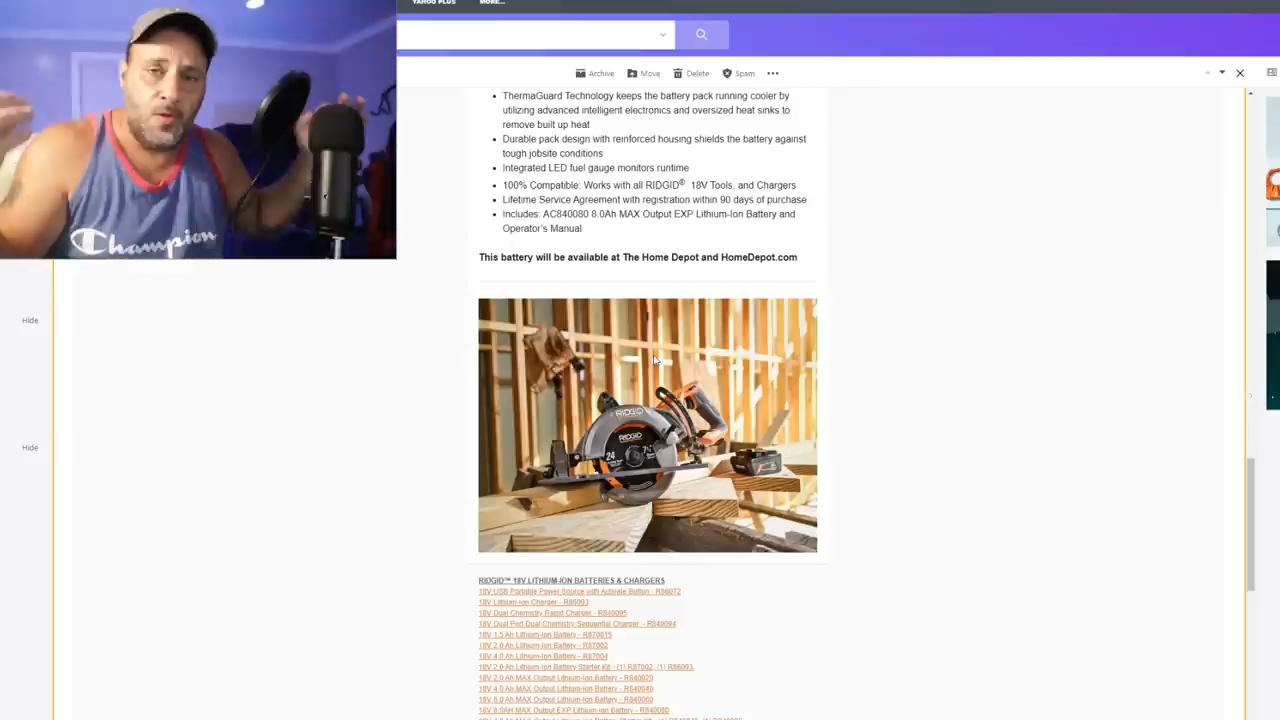 YAHOO PLUS MORE...
Archive Move Delete Spam
ThermaGuard Technology keeps the battery pack running cooler by
utilizing advanced intelligent electronics and oversized heat sinks to
remove built up heat
Durable pack design with reinforced housing shields the battery against
tough jobsite conditions
Integrated LED fuel gauge monitors runtime
100% Compatible: Works with all RIDGID® 18V Tools, and Chargers
Lifetime Service Agreement with registration within 90 days of purchase
Includes: AC840080 8.0Ah MAX Output EXP Lithium-Ion Battery and
Operator's Manual
This battery will be available at The Home Depot and HomeDepot.com
Champion
Hide
Hide
RIDGID
RIDGID
24
7¼
RIDGID™ 18V LITHIUM-ION BATTERIES & CHARGERS
18V USB Portable Power Source with Activate Button - R86072
18V Lithium-Ion Charger - R86093
18V Dual Chemistry Rapid Charger - R840095
18V Dual Port Dual Chemistry Sequential Charger - R840094
18V 1.5 Ah Lithium-Ion Battery - R870015
18V 2.0 Ah Lithium-Ion Battery - R87002
18V 4.0 Ah Lithium-Ion Battery - R87004
18V 2.0 Ah Lithium-Ion Battery Starter Kit - (1) R87002, (1) R86093,
18V 2.0 Ah MAX Output Lithium-Ion Battery - R840020
18V 4.0 Ah MAX Output Lithium-Ion Battery - R840040
18V 6.0 Ah MAX Output Lithium-Ion Battery - R840060
18V 8.0AH MAX Output EXP Lithium-Ion Battery - R840080